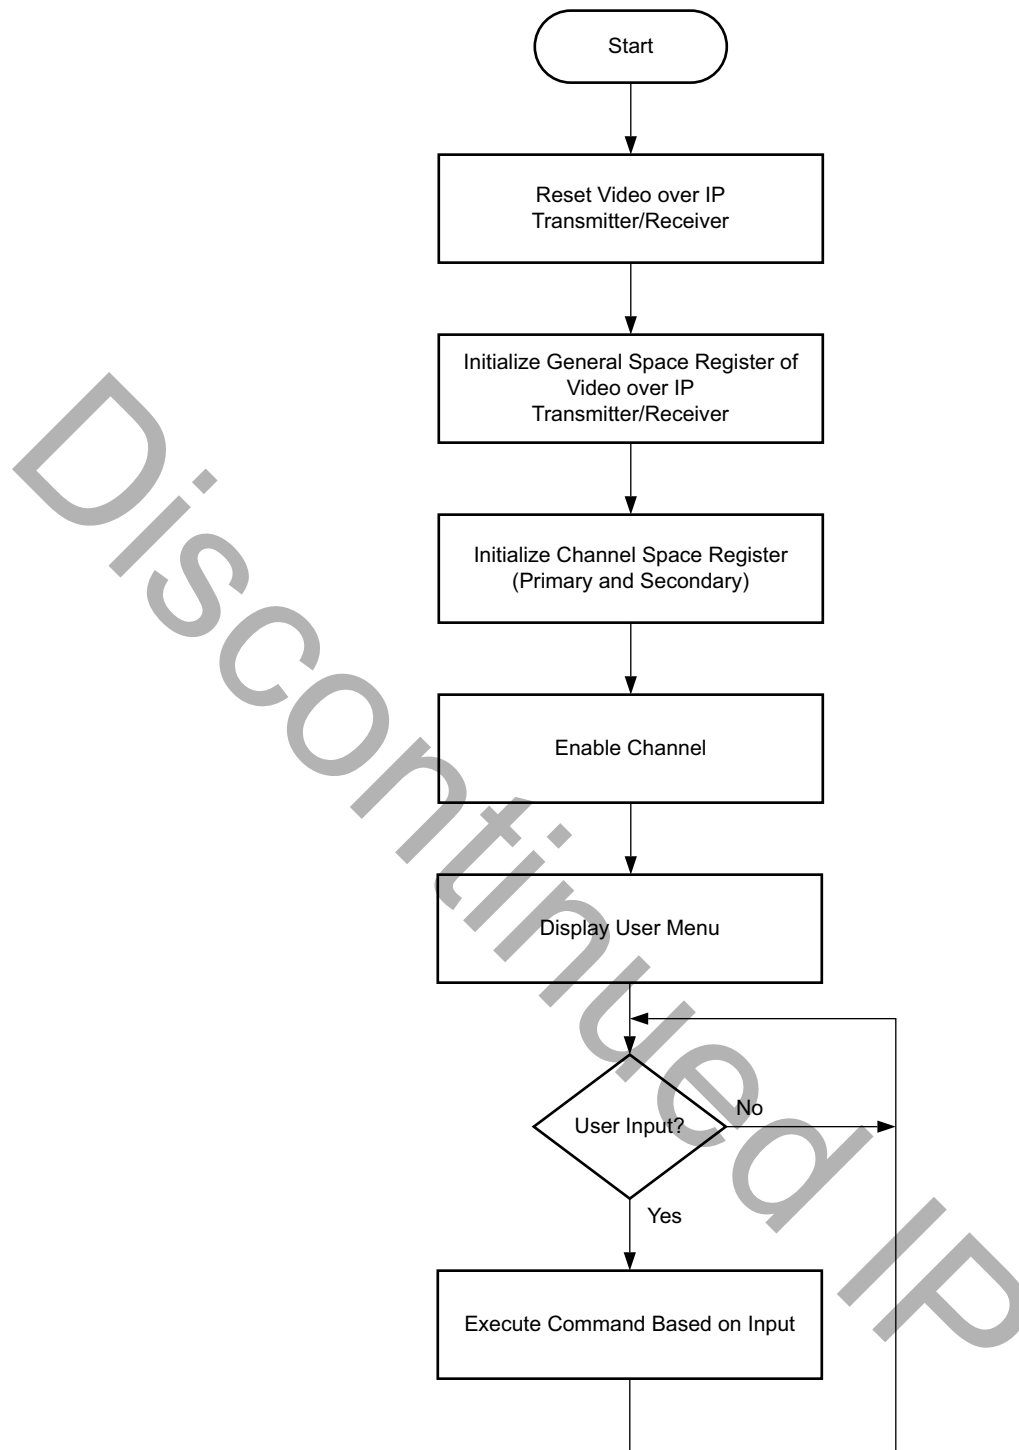 Start
Reset Video over IP
Transmitter/Receiver
Initialize General Space Register of
Video over IP
Transmitter/Receiver
Initialize Channel Space Register
(Primary and Secondary)
Enable Channel
Display User Menu
User Input?
No
Yes
Execute Command Based on Input
Discontinued IP